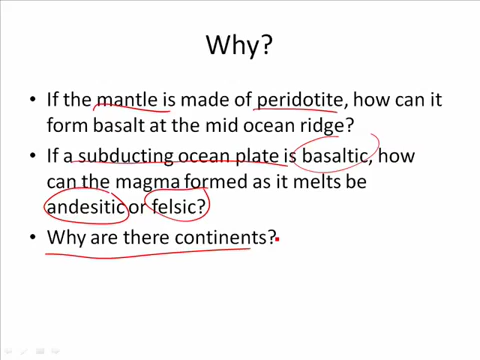 Why?
• If the mantle is made of peridotite, how can it
form basalt at the mid ocean ridge?
• If a subducting ocean plate is basaltic, how
can the magma formed as it melts be
andesitic or felsic?
• Why are there continents?